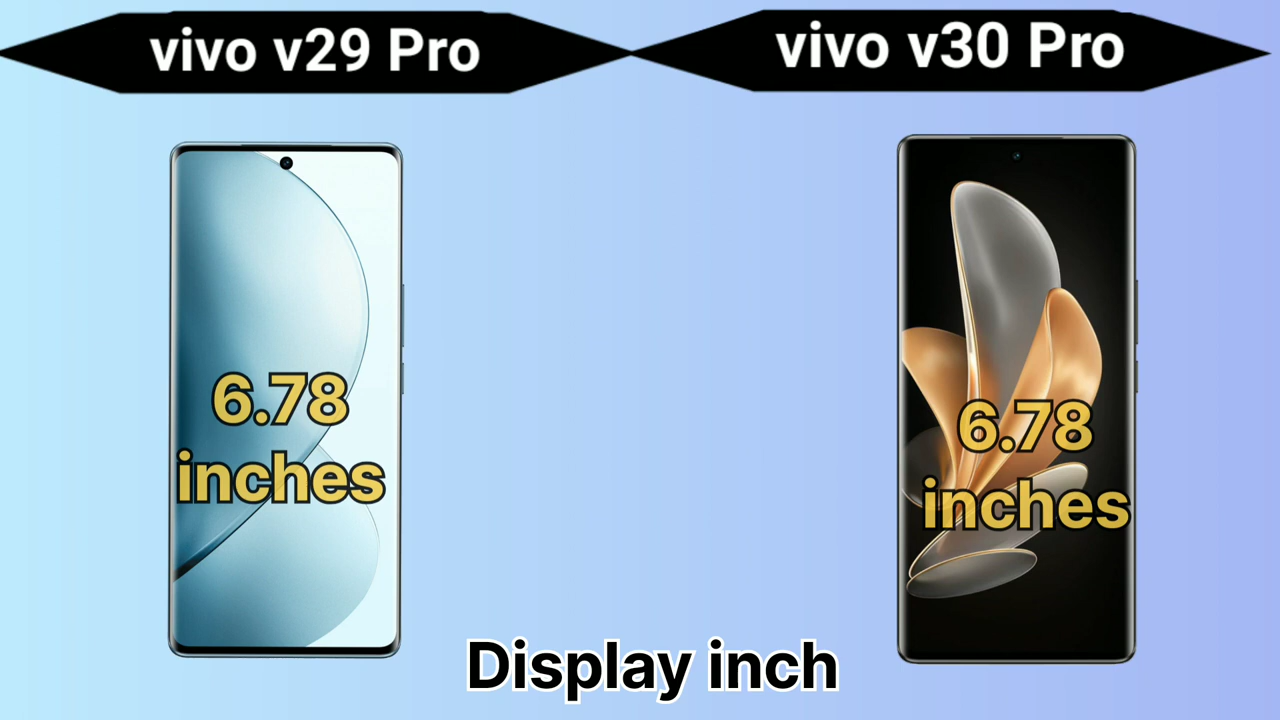 vivo v29 Pro
vivo v30 Pro
6.78
inches
6.78
inches
Display inch